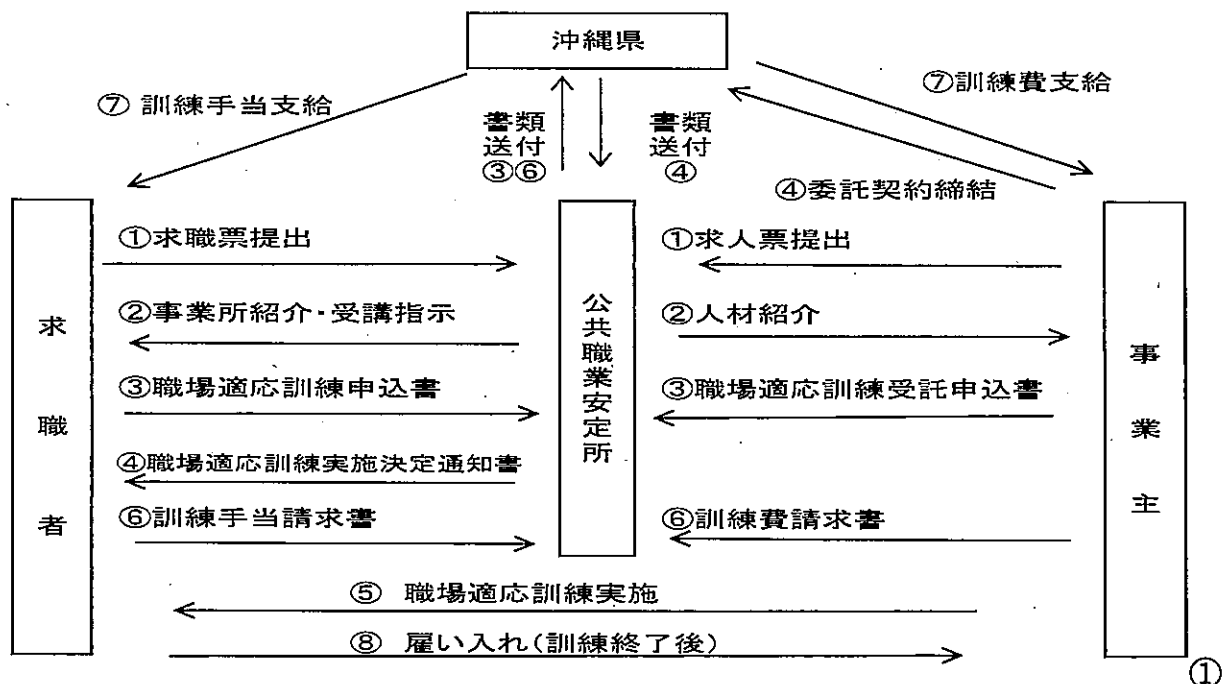 沖縄県
⑦ 訓練手当支給
⑦訓練費支給
書類
送付
③⑥
書類
送付
④
④委託契約締結
①求職票提出
①求人票提出
②事業所紹介・受講指示
②人材紹介
③職場適応訓練申込書
③職場適応訓練受託申込書
④職場適応訓練実施決定通知書
⑥訓練手当請求書
⑥訓練費請求書
求職者
公共職業安定所
事業主
⑤ 職場適応訓練実施
⑧ 雇い入れ(訓練終了後)
①